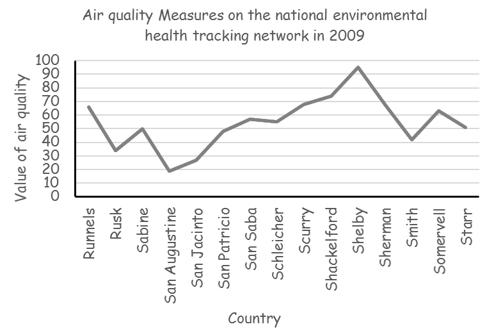 Air quality Measures on the national environmental
health tracking network in 2009
Value of air quality
100
90
80
70
60
50
40
30
20
10
0
Runnels
Rusk
Sabine
San Augustine
San Jacinto
San Patricio
San Saba
Schleicher
Scurry
Shackelford
Shelby
Sherman
Smith
Somervell
Starr
Country